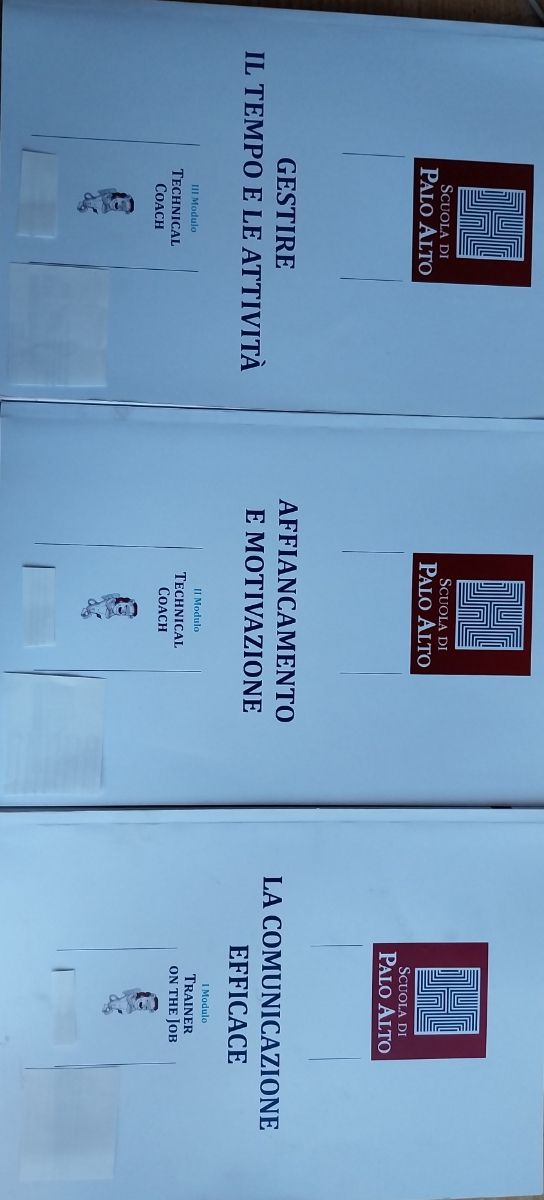 SCUOLA DI
PALO ALTO
GESTIRE
IL TEMPO E LE ATTIVITÀ
III Modulo
TECHNICAL
COACH
SCUOLA DI
PALO ALTO
AFFIANCAMENTO
E MOTIVAZIONE
II Modulo
TECHNICAL
COACH
SCUOLA DI
PALO ALTO
LA COMUNICAZIONE
EFFICACE
I Modulo
TRAINER
ON THE JOB